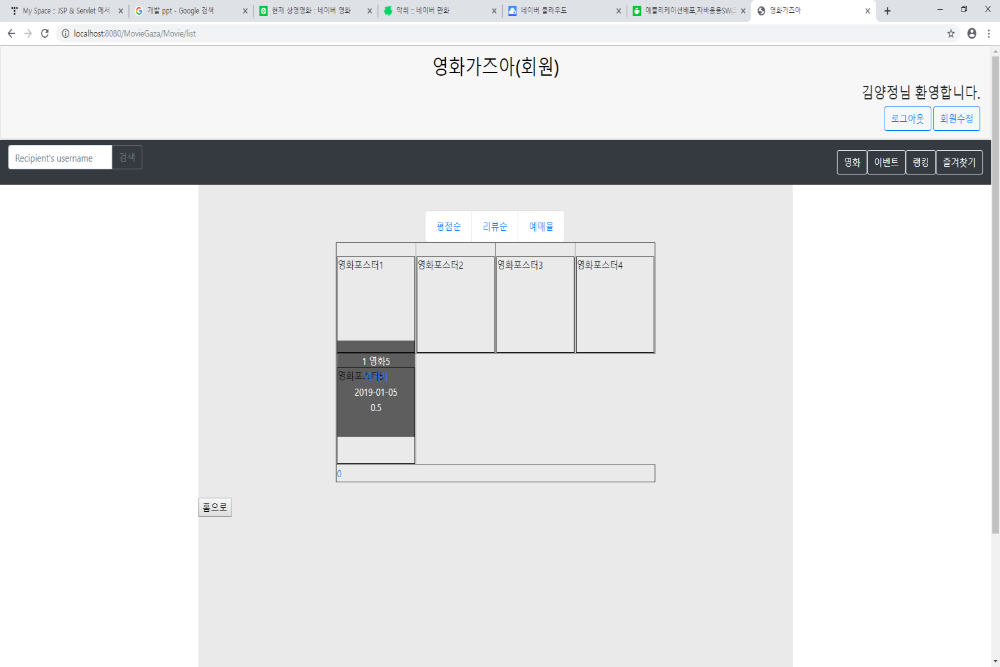 My Space :: JSP & Servlet 에서
개발 ppt - Google 검색
현재 상영영화 : 네이버 영화
악취 :: 네이버 만화
네이버 클라우드
애플리케이션배포,자바응용SW(
영화가즈아
localhost:8080/MovieGaza/Movie/list
영화가즈아(회원)
김양정님 환영합니다.
로그아웃 회원수정
Recipient's username 검색
영화 이벤트 랭킹 즐겨찾기
평점순 리뷰순 예매율
영화포스터1 영화포스터2 영화포스터3 영화포스터4
1 영화5
영화포스터5
2019-01-05
0.5
0
홈으로